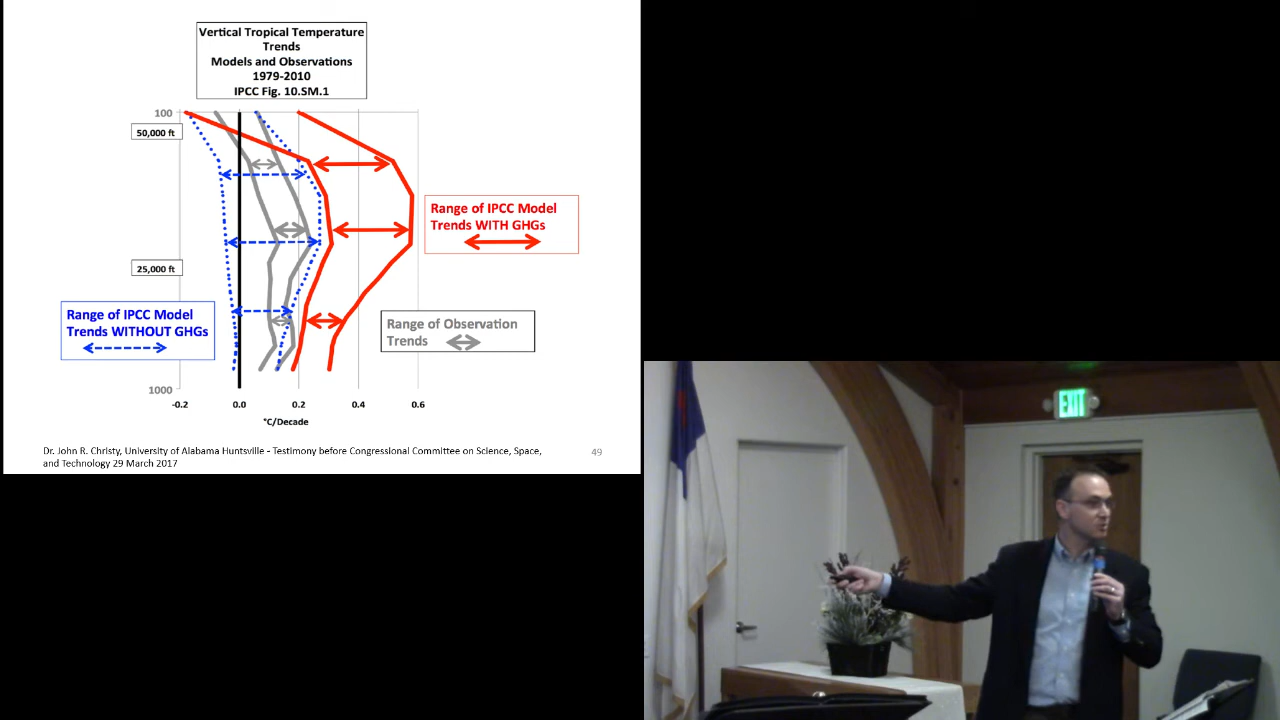 Vertical Tropical Temperature
Trends
Models and Observations
1979-2010
IPCC Fig. 10.SM.1
100
50,000 ft
25,000 ft
1000
Range of IPCC Model
Trends WITH GHGs
Range of IPCC Model
Trends WITHOUT GHGs
Range of Observation
Trends
-0.2 0.0 0.2 0.4 0.6
°C/Decade
Dr. John R. Christy, University of Alabama Huntsville - Testimony before Congressional Committee on Science, Space,
and Technology 29 March 2017
49
EXIT